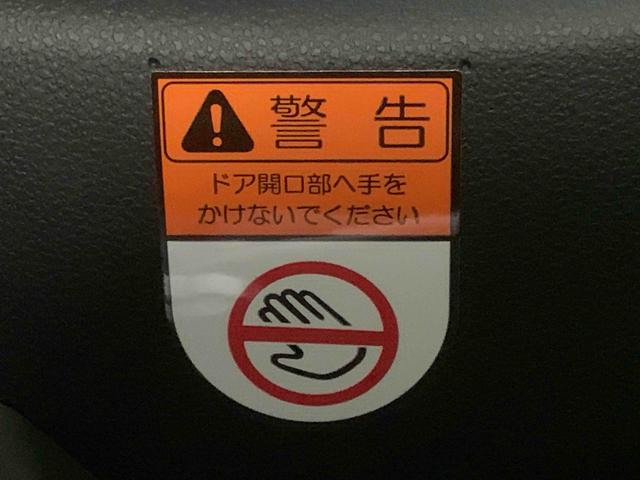 警告
ドア開口部へ手を
かけないでください